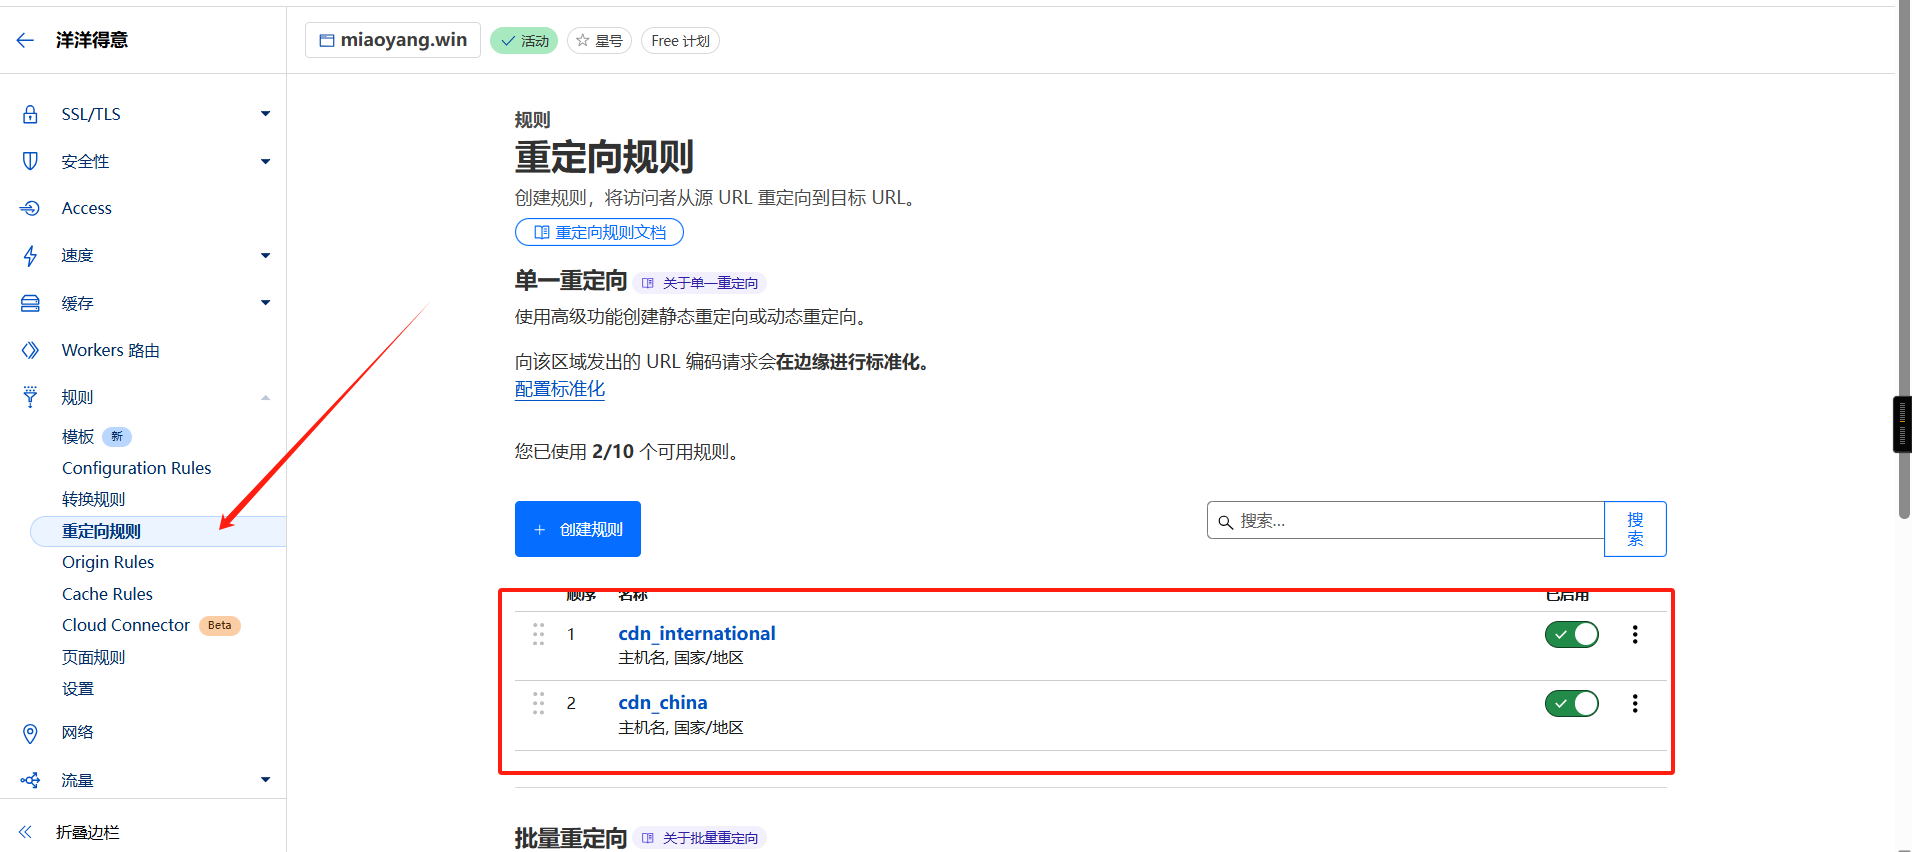 洋洋得意
miaoyang.win
活动
星号
Free 计划
SSL/TLS
安全性
Access
速度
缓存
Workers 路由
规则
模板 新
Configuration Rules
转换规则
重定向规则
Origin Rules
Cache Rules
Cloud Connector Beta
页面规则
设置
网络
流量
折叠边栏
规则
重定向规则
创建规则，将访问者从源 URL 重定向到目标 URL。
重定向规则文档
单一重定向 关于单一重定向
使用高级功能创建静态重定向或动态重定向。
向该区域发出的 URL 编码请求会在边缘进行标准化。
配置标准化
您已使用 2/10 个可用规则。
+ 创建规则
搜索...
搜
索
顺序 名称 已启用
1 cdn_international
主机名, 国家/地区
2 cdn_china
主机名, 国家/地区
批量重定向 关于批量重定向